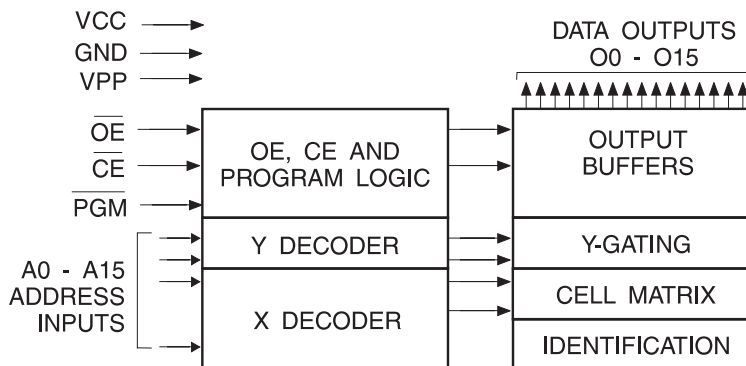 VCC
GND
VPP
OE
CE
PGM
A0 - A15
ADDRESS
INPUTS
OE, CE AND
PROGRAM LOGIC
Y DECODER
X DECODER
DATA OUTPUTS
O0 - O15
OUTPUT
BUFFERS
Y-GATING
CELL MATRIX
IDENTIFICATION